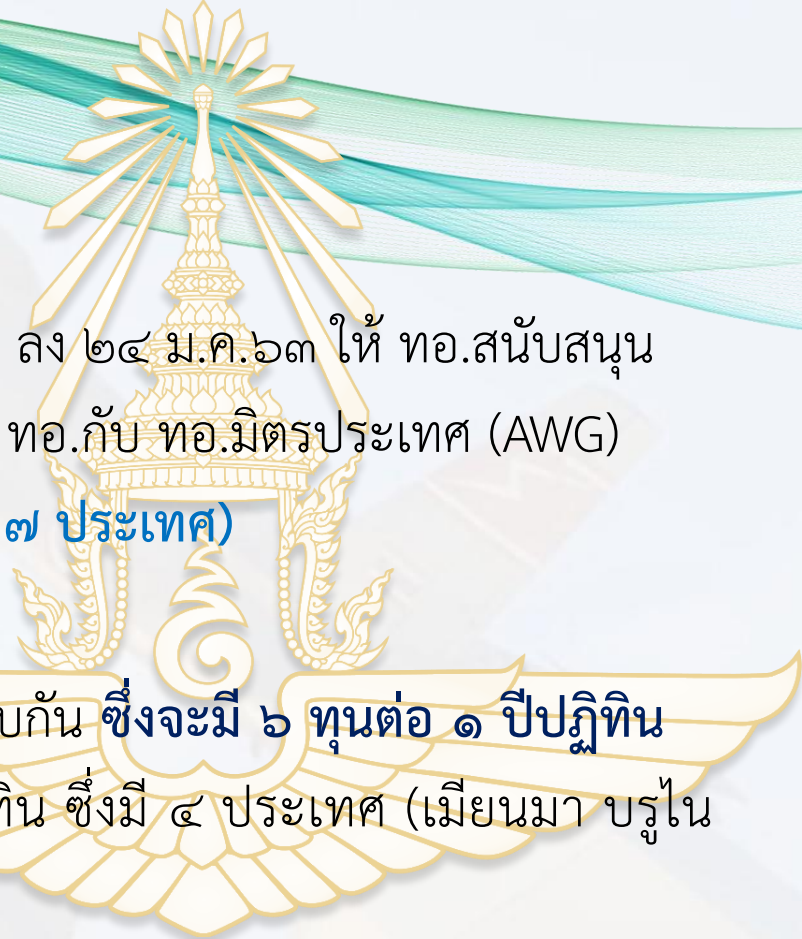 ลง ๒๔ ม.ค.๖๓ ให้ ทอ.สนับสนุน
ทอ.กับ ทอ.มิตรประเทศ (AWG)
๗ ประเทศ)
บกัน ซึ่งจะมี ๖ ทุนต่อ ๑ ปีปฏิทิน
ทิน ซึ่งมี ๔ ประเทศ (เมียนมา บรูไน